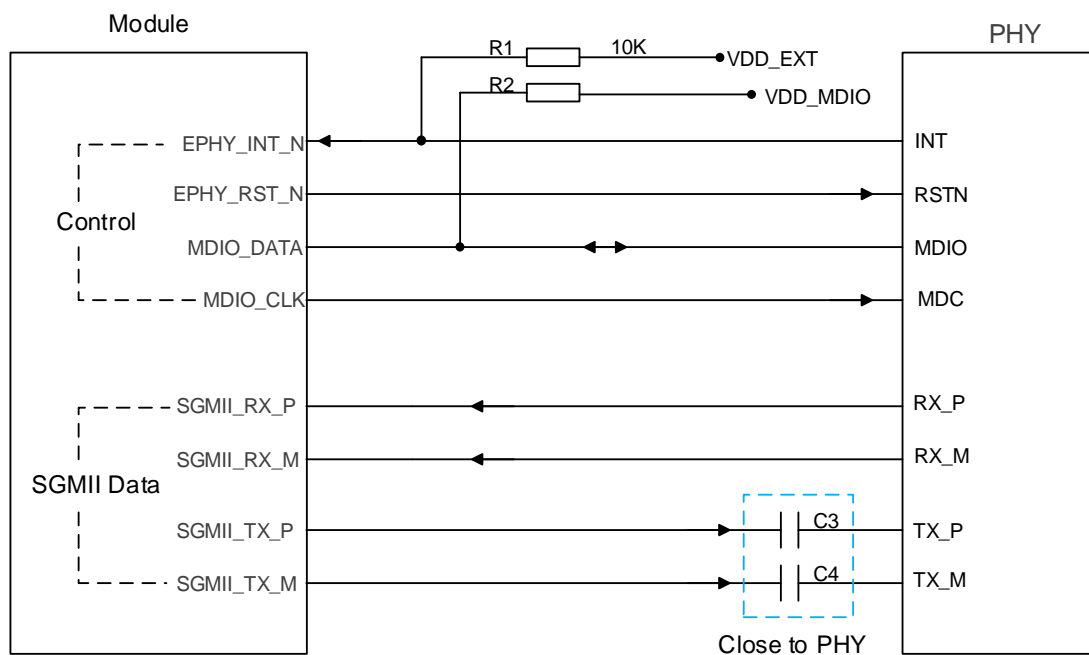 Module
PHY
R1
10K
VDD_EXT
R2
VDD_MDIO
EPHY_INT_N
INT
EPHY_RST_N
RSTN
Control
MDIO_DATA
MDIO
MDIO_CLK
MDC
SGMII_RX_P
RX_P
SGMII_RX_M
RX_M
SGMII Data
SGMII_TX_P
C3
TX_P
SGMII_TX_M
C4
TX_M
Close to PHY